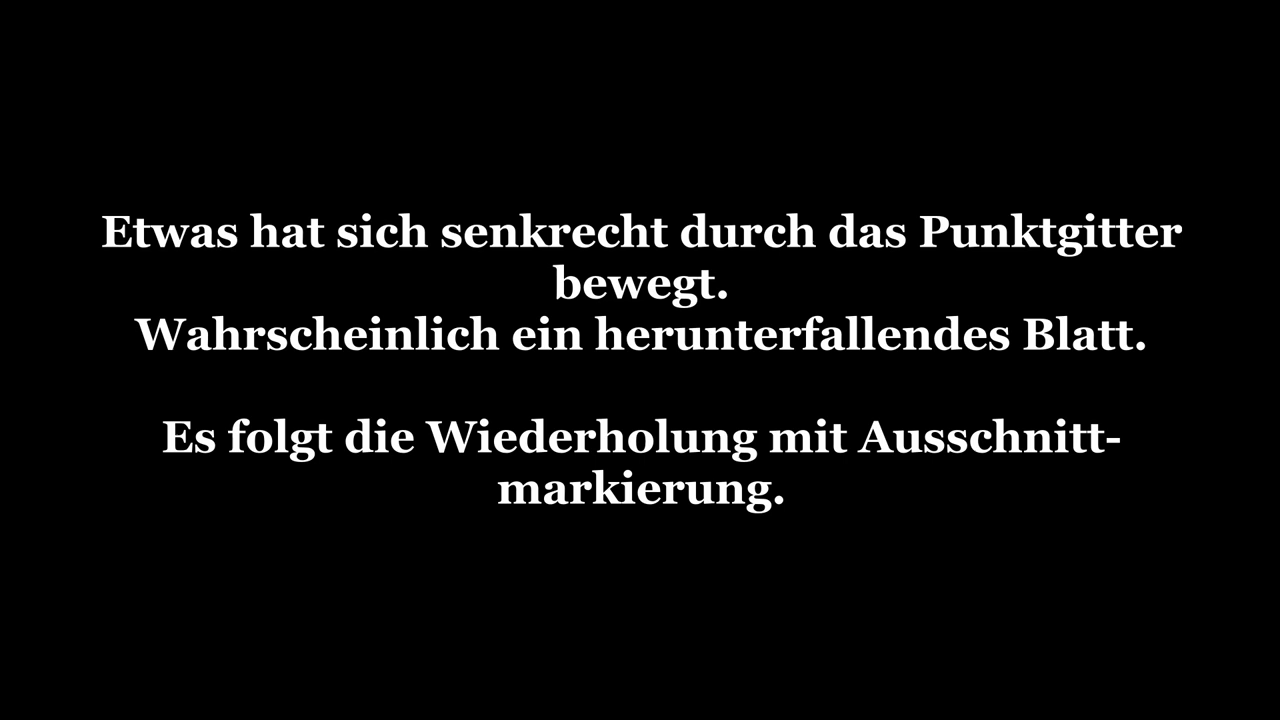 Etwas hat sich senkrecht durch das Punktgitter
bewegt.
Wahrscheinlich ein herunterfallendes Blatt.
Es folgt die Wiederholung mit Ausschnitt-
markierung.